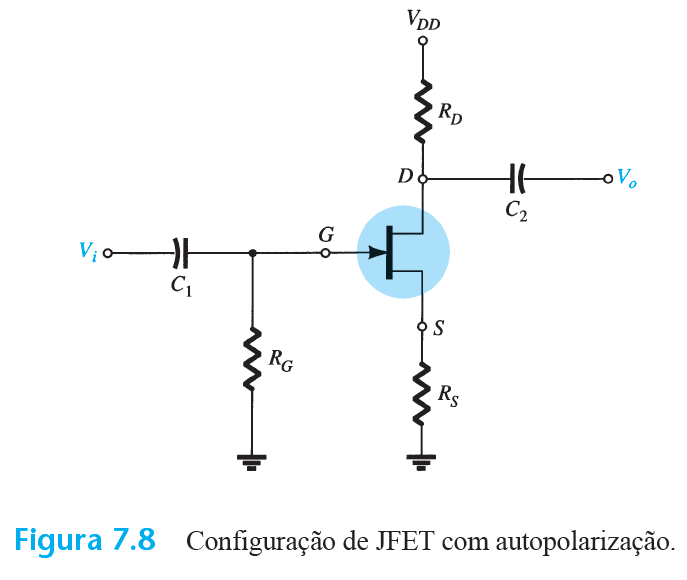 V_DD
R_D
D
V_o
C_2
G
V_i
C_1
S
R_G
R_S
Figura 7.8 Configuração de JFET com autopolarização.